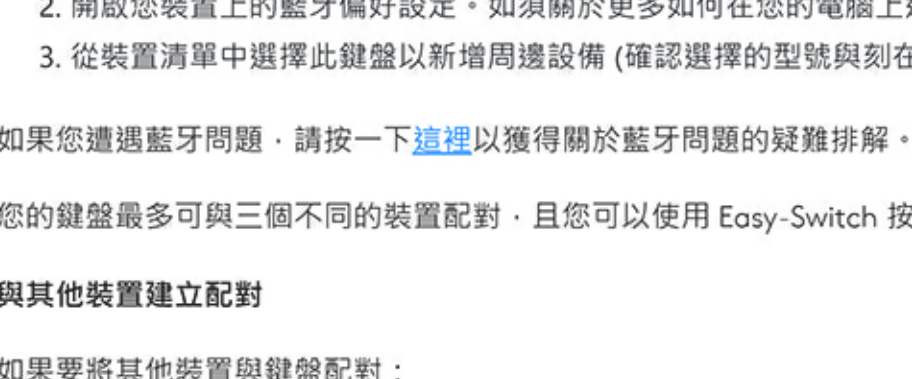 2. 開啟您裝置上的藍牙偏好設定。如須關於更多如何在您的電腦上
3. 從裝置清單中選擇此鍵盤以新增周邊設備 (確認選擇的型號與刻在
如果您遭遇藍牙問題，請按一下這裡以獲得關於藍牙問題的疑難排解。
您的鍵盤最多可與三個不同的裝置配對，且您可以使用 Easy-Switch 按
與其他裝置建立配對
如果要將其他裝置與鍵盤配對：